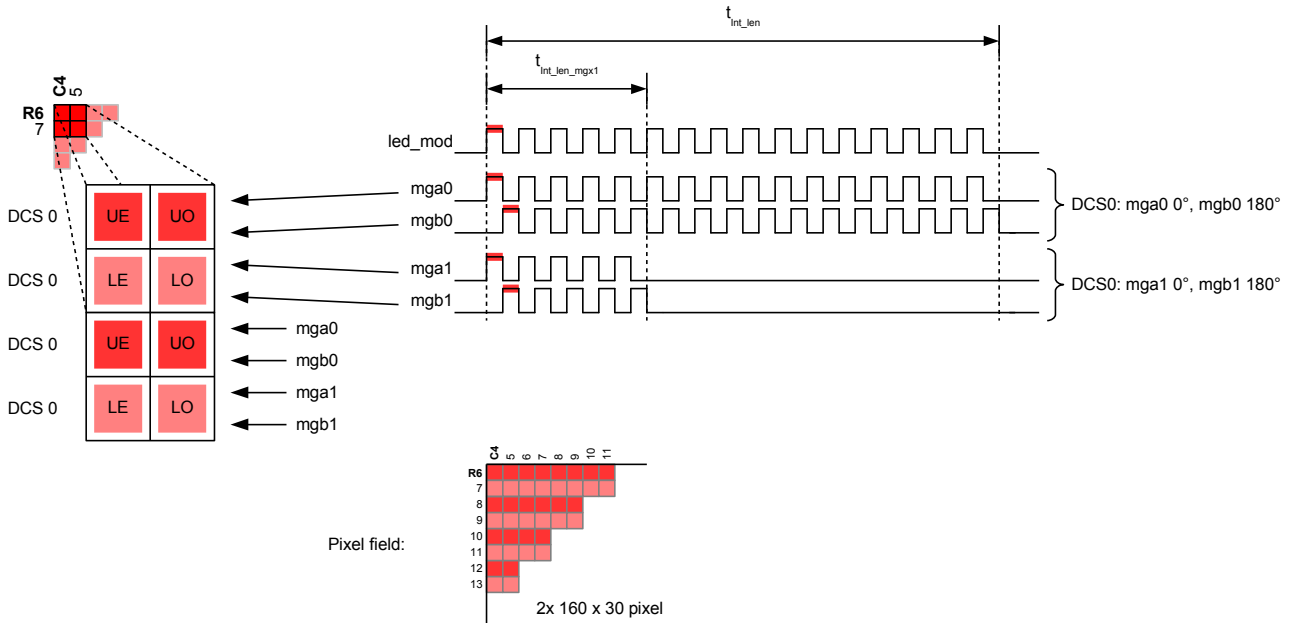 t Int_len
t Int_len_mgx1
C4
5
R6
7
led_mod
mga0
mgb0
DCS0: mga0 0°, mgb0 180°
mga1
mgb1
DCS0: mga1 0°, mgb1 180°
DCS 0 UE UO
DCS 0 LE LO
DCS 0 UE UO
mga0
mgb0
DCS 0 LE LO
mga1
mgb1
C4 5 6 7 8 9 10 11
R6
7
8
9
10
11
12
13
Pixel field:
2x 160 x 30 pixel